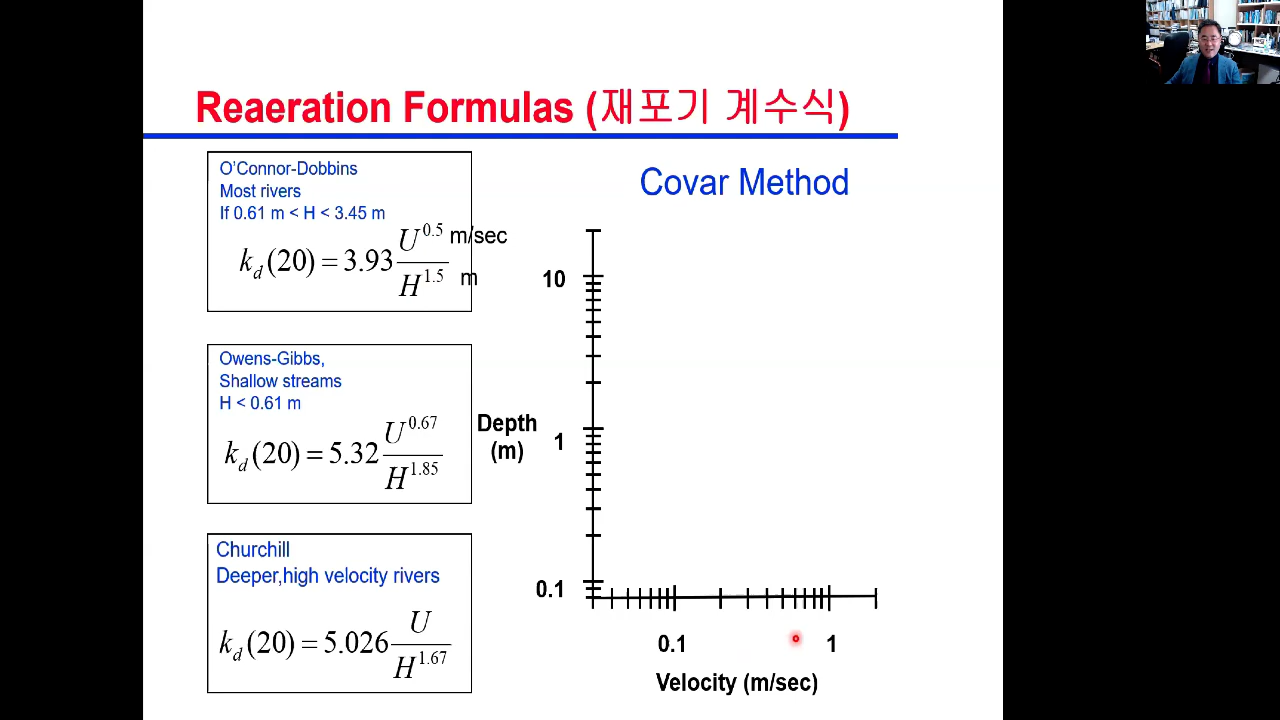 Reaeration Formulas (재포기 계수식)
O'Connor-Dobbins
Most rivers
If 0.61 m < H < 3.45 m
k_d(20) = 3.93 U^0.5 / H^1.5
m/sec
m
Owens-Gibbs,
Shallow streams
H < 0.61 m
k_d(20) = 5.32 U^0.67 / H^1.85
Churchill
Deeper,high velocity rivers
k_d(20) = 5.026 U / H^1.67
Covar Method
10
Depth
(m)
1
0.1
0.1
1
Velocity (m/sec)